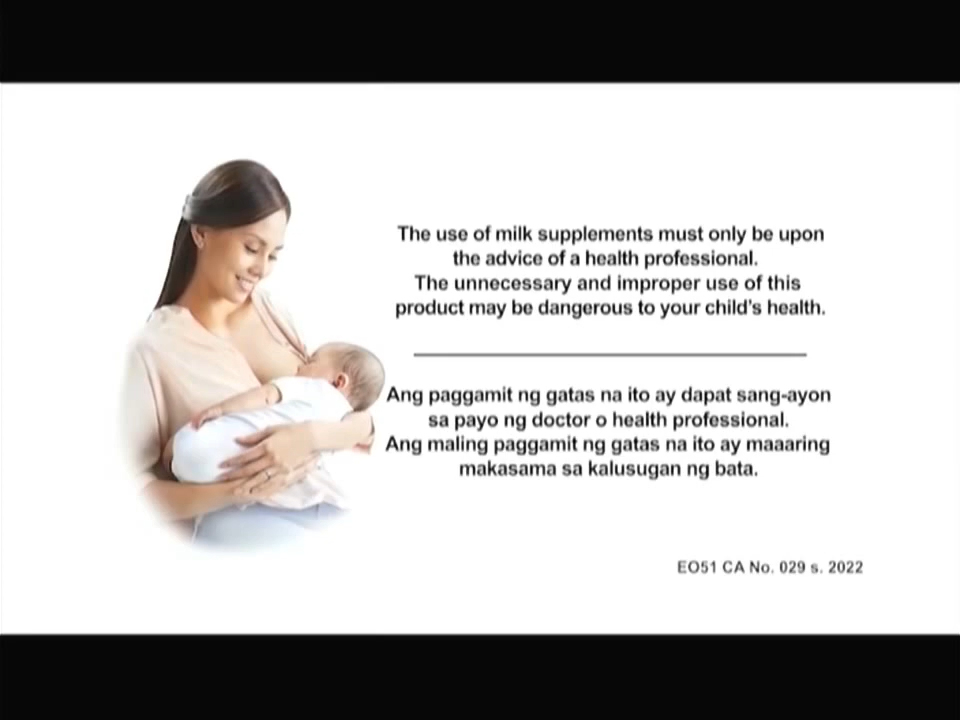 The use of milk supplements must only be upon
the advice of a health professional.
The unnecessary and improper use of this
product may be dangerous to your child's health.
Ang paggamit ng gatas na ito ay dapat sang-ayon
sa payo ng doctor o health professional.
Ang maling paggamit ng gatas na ito ay maaaring
makasama sa kalusugan ng bata.
EO51 CA No. 029 s. 2022